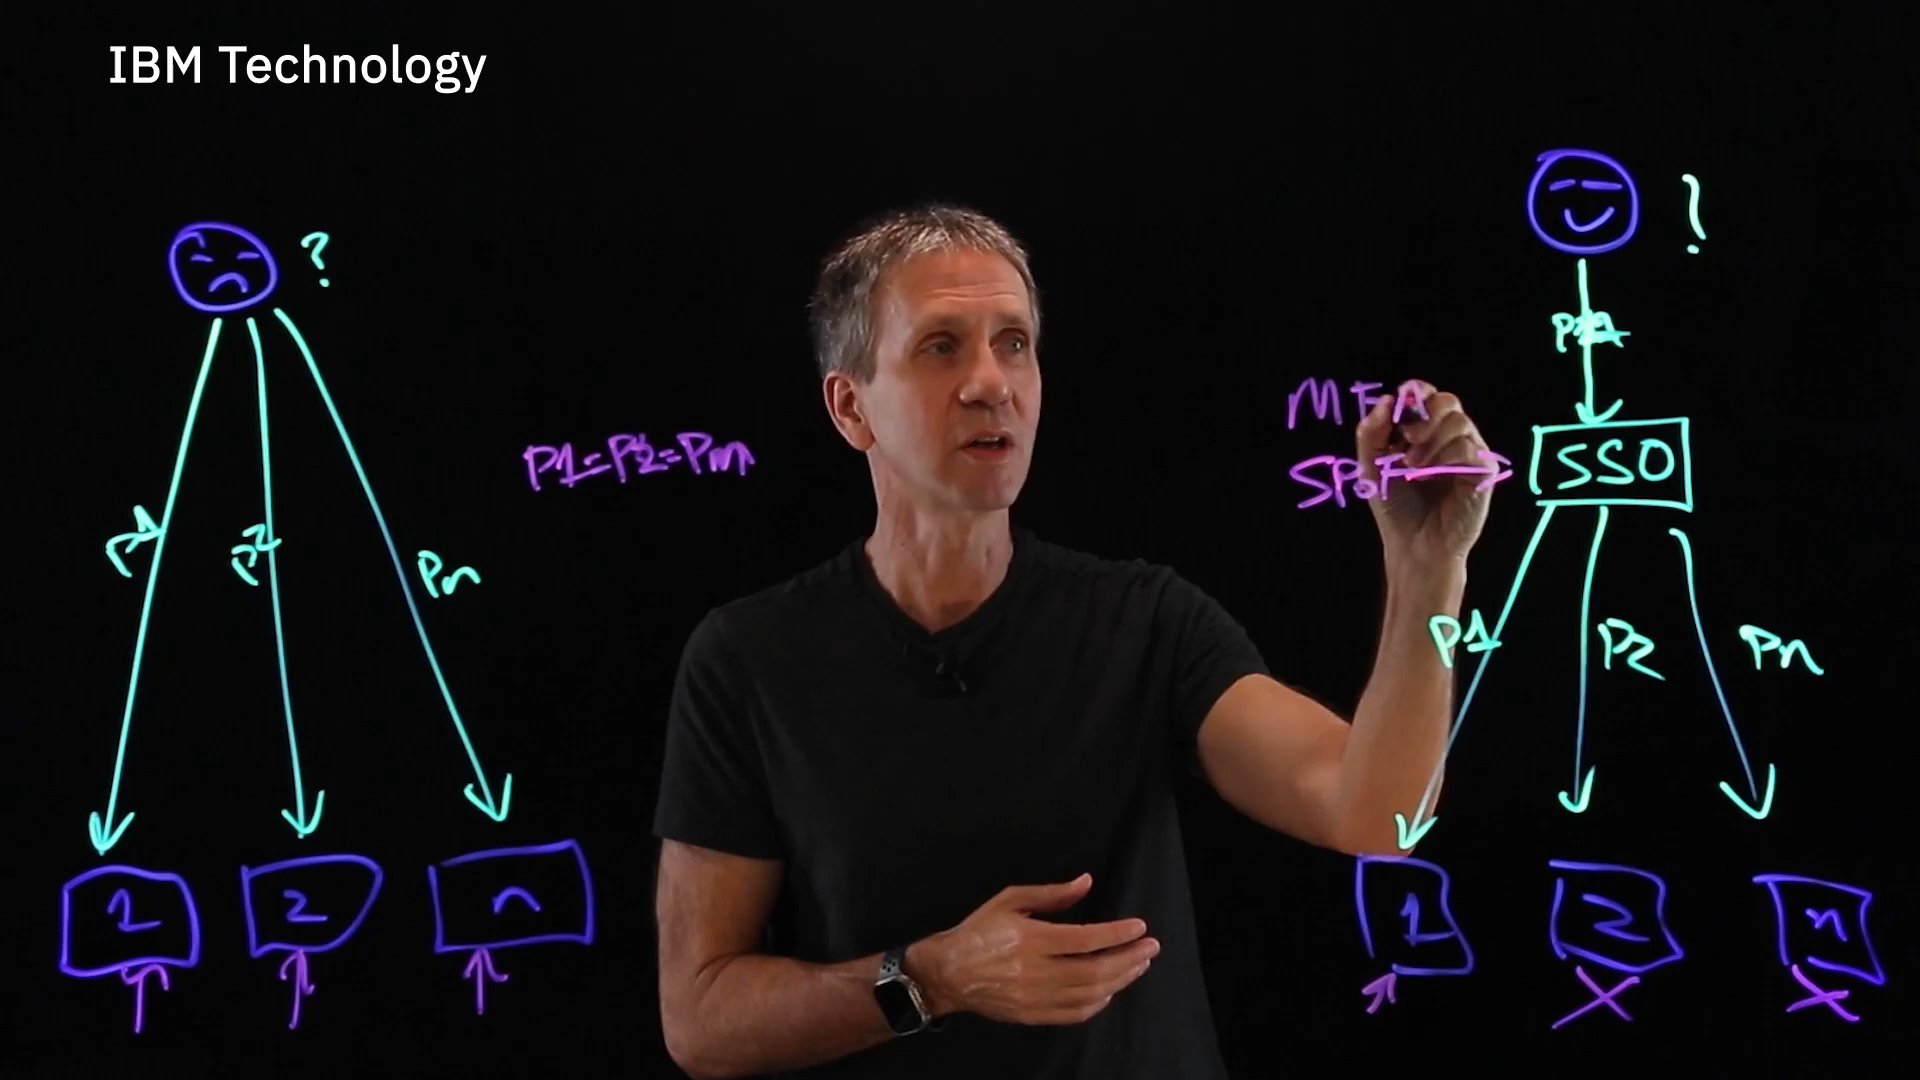 IBM Technology
?
!
MFA
P1=P2=Pn
SPoF
SSO
P1
P2
Pn
P1
P2
Pn
1
2
n
1
2
n